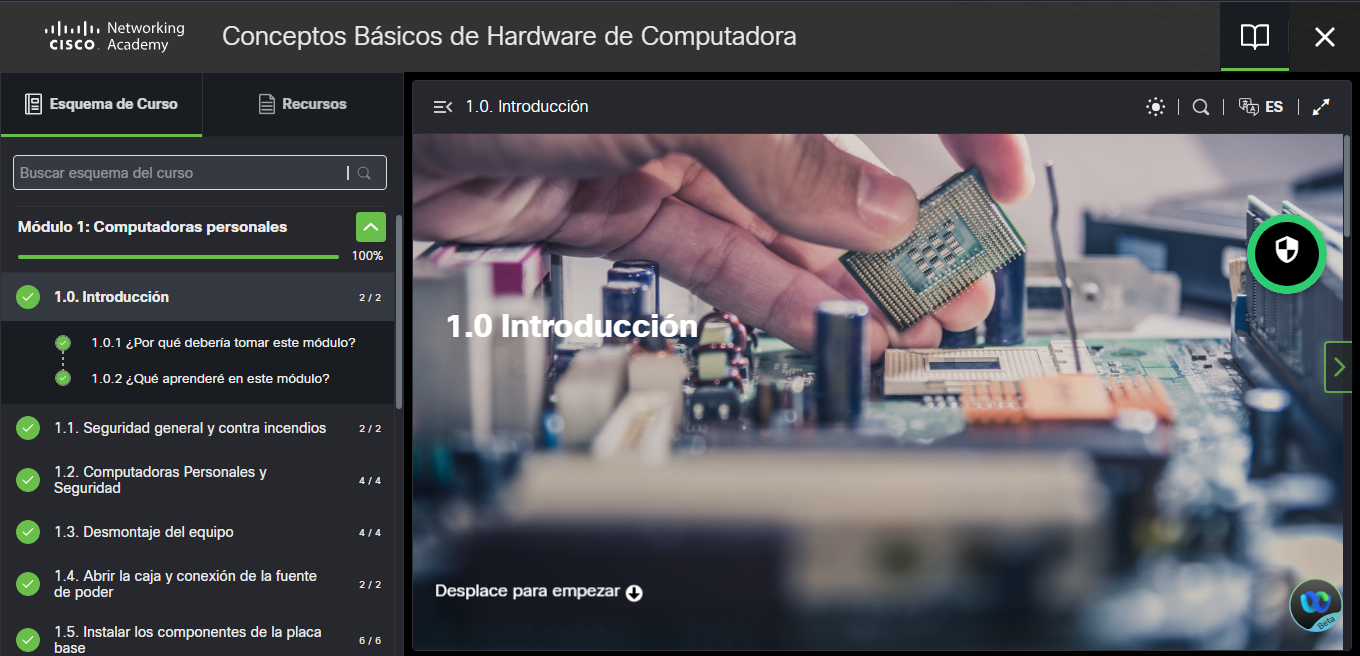 Networking
CISCO Academy
Conceptos Básicos de Hardware de Computadora
Esquema de Curso
Recursos
Buscar esquema del curso
Módulo 1: Computadoras personales
100%
1.0. Introducción
2 / 2
1.0.1 ¿Por qué debería tomar este módulo?
1.0.2 ¿Qué aprenderé en este módulo?
1.1. Seguridad general y contra incendios
2 / 2
1.2. Computadoras Personales y
Seguridad
4 / 4
1.3. Desmontaje del equipo
4 / 4
1.4. Abrir la caja y conexión de la fuente
de poder
2 / 2
1.5. Instalar los componentes de la placa
base
6 / 6
1.0. Introducción
ES
1.0 Introducción
Desplace para empezar
Beta